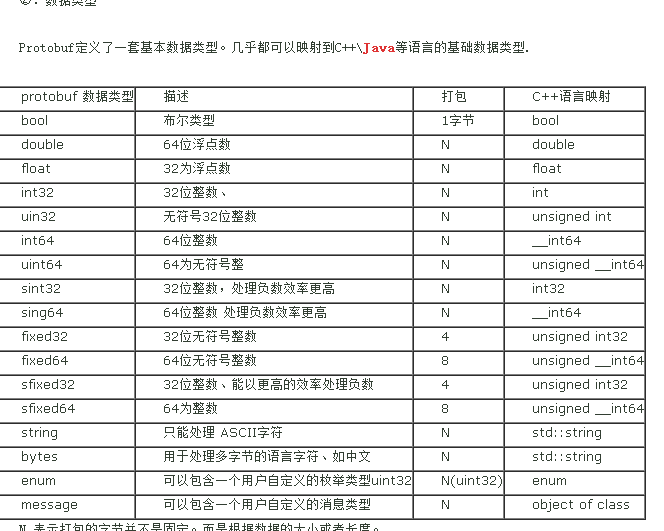 ②: 数据类型
Protobuf定义了一套基本数据类型。几乎都可以映射到C++\Java等语言的基础数据类型.
protobuf 数据类型 描述 打包 C++语言映射
bool 布尔类型 1字节 bool
double 64位浮点数 N double
float 32为浮点数 N float
int32 32位整数、 N int
uin32 无符号32位整数 N unsigned int
int64 64位整数 N __int64
uint64 64为无符号整 N unsigned __int64
sint32 32位整数，处理负数效率更高 N int32
sing64 64位整数 处理负数效率更高 N __int64
fixed32 32位无符号整数 4 unsigned int32
fixed64 64位无符号整数 8 unsigned __int64
sfixed32 32位整数、能以更高的效率处理负数 4 unsigned int32
sfixed64 64为整数 8 unsigned __int64
string 只能处理 ASCII字符 N std::string
bytes 用于处理多字节的语言字符、如中文 N std::string
enum 可以包含一个用户自定义的枚举类型uint32 N(uint32) enum
message 可以包含一个用户自定义的消息类型 N object of class
N 表示打包的字节并不是固定。而是根据数据的大小或者长度。